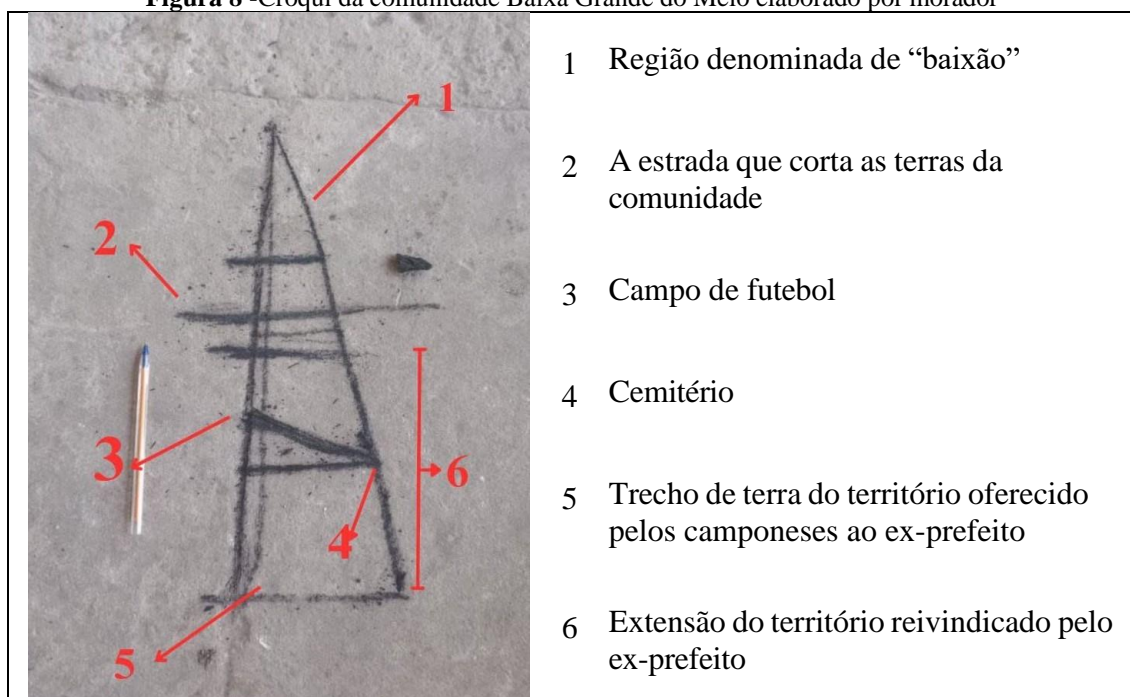 Figura 8 -Croqui da comunidade Baixa Grande do Meio elaborado por morador
1 Região denominada de “baixão”
2 A estrada que corta as terras da
comunidade
3 Campo de futebol
4 Cemitério
5 Trecho de terra do território oferecido
pelos camponeses ao ex-prefeito
6 Extensão do território reivindicado pelo
ex-prefeito
1
2
3
6
4
5